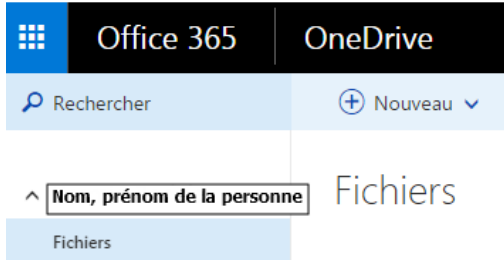 Office 365 OneDrive
Rechercher Nouveau
Nom, prénom de la personne Fichiers
Fichiers